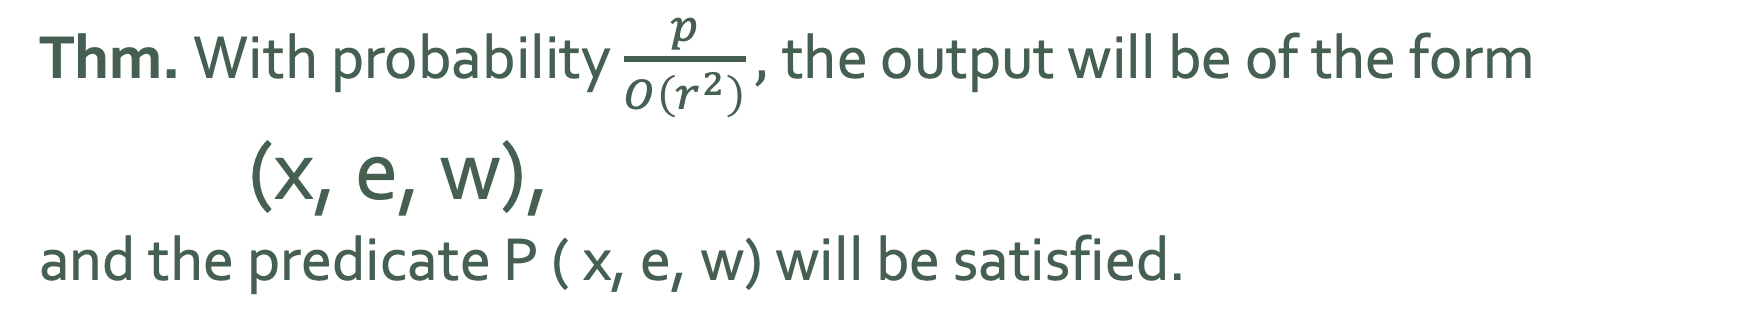 Thm. With probability p/O(r²), the output will be of the form
(x, e, w),
and the predicate P ( x, e, w) will be satisfied.